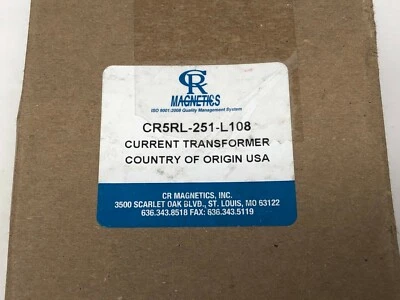 CR
MAGNETICS
ISO 9001:2008 Quality Management System
CR5RL-251-L108
CURRENT TRANSFORMER
COUNTRY OF ORIGIN USA
CR MAGNETICS, INC.
3500 SCARLET OAK BLVD., ST. LOUIS, MO 63122
636.343.8518 FAX: 636.343.5119